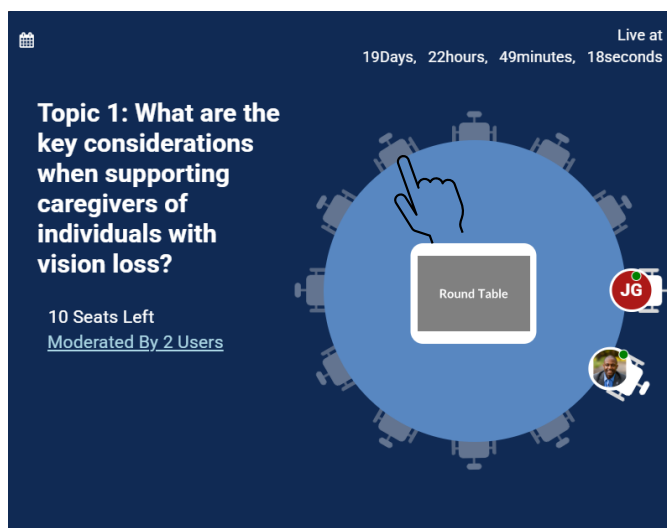 Live at
19Days, 22hours, 49minutes, 18seconds
Topic 1: What are the
key considerations
when supporting
caregivers of
individuals with
vision loss?
10 Seats Left
Moderated By 2 Users
Round Table
JG